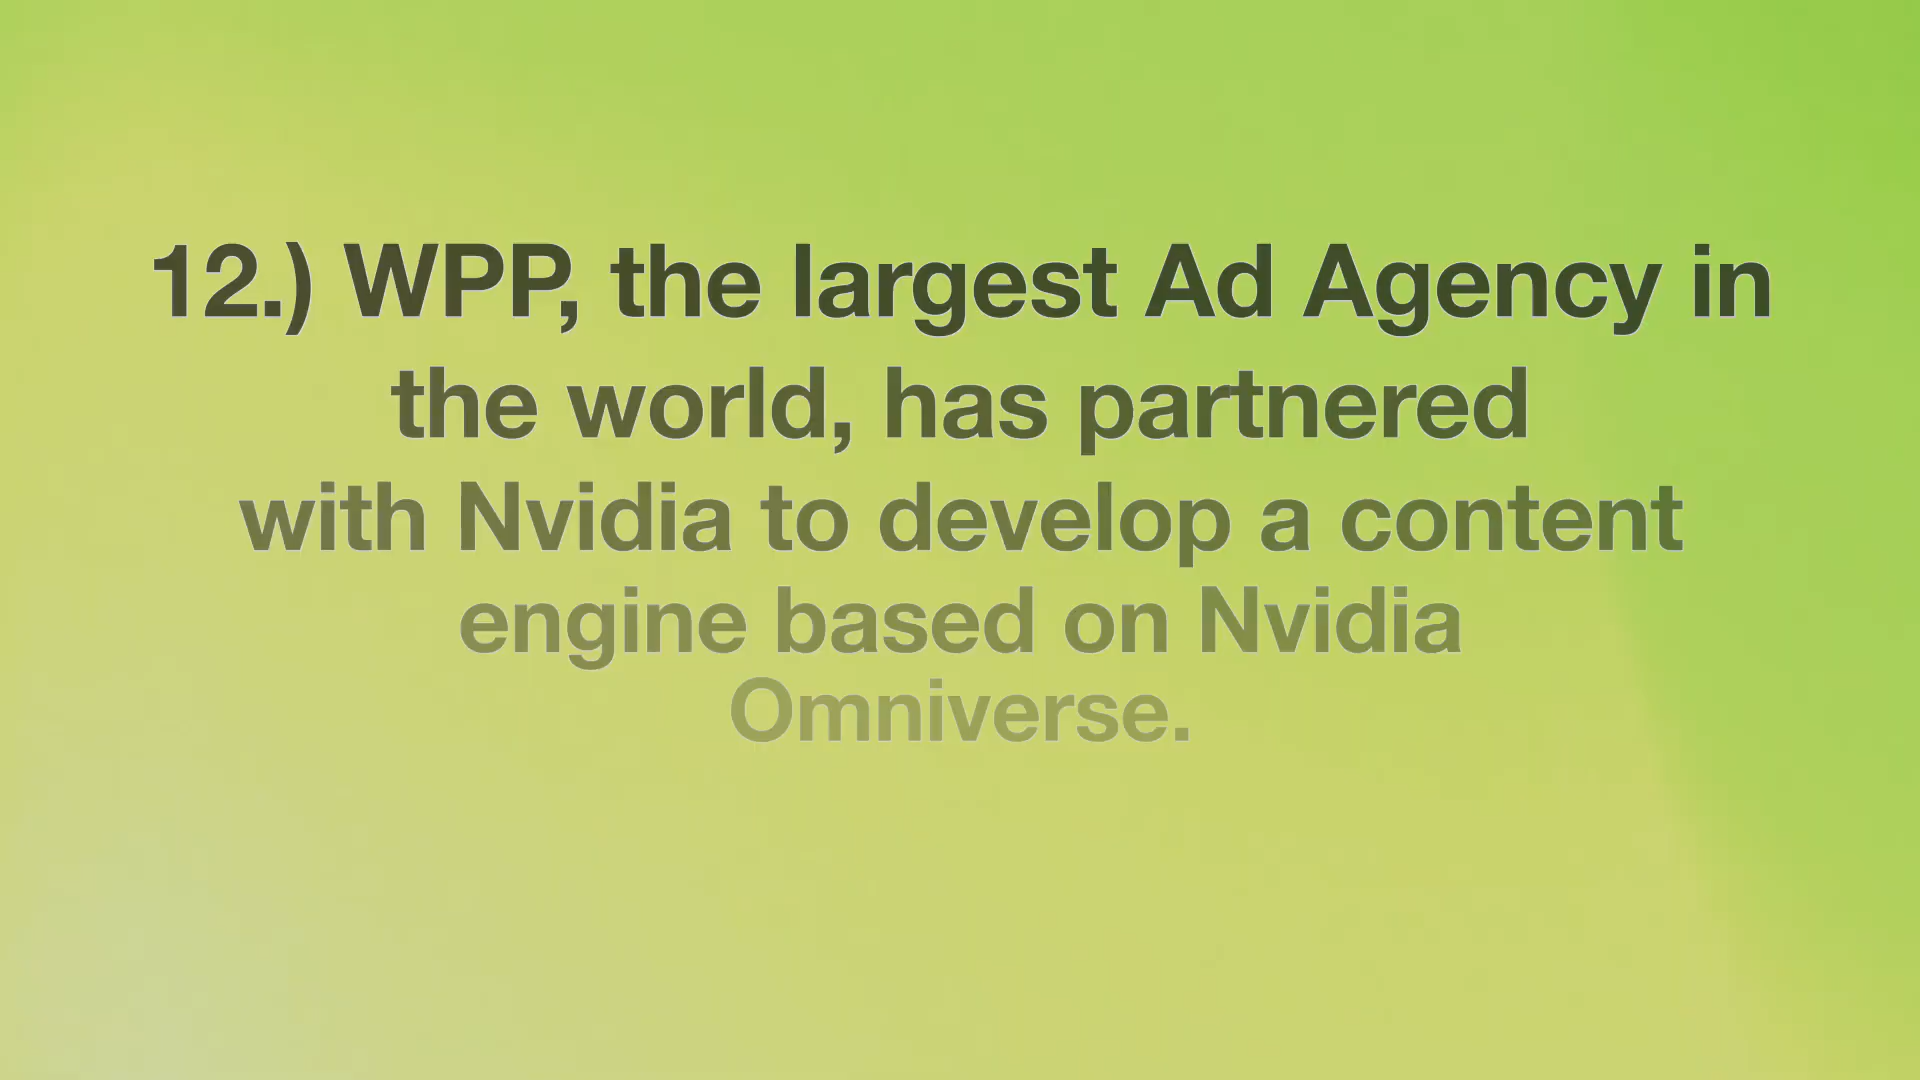 12.) WPP, the largest Ad Agency in
the world, has partnered
with Nvidia to develop a content
engine based on Nvidia
Omniverse.